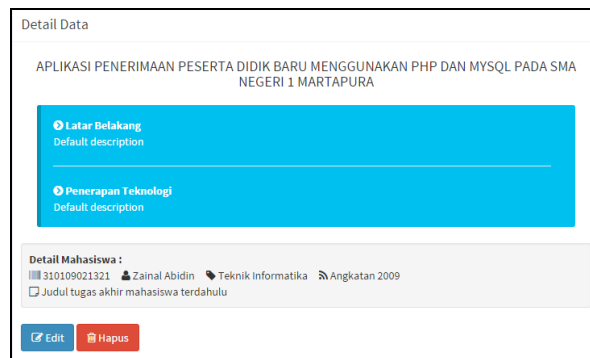 Detail Data
APLIKASI PENERIMAAN PESERTA DIDIK BARU MENGGUNAKAN PHP DAN MYSQL PADA SMA
NEGERI 1 MARTAPURA
Latar Belakang
Default description
Penerapan Teknologi
Default description
Detail Mahasiswa :
310109021321 Zainal Abidin Teknik Informatika Angkatan 2009
Judul tugas akhir mahasiswa terdahulu
Edit Hapus